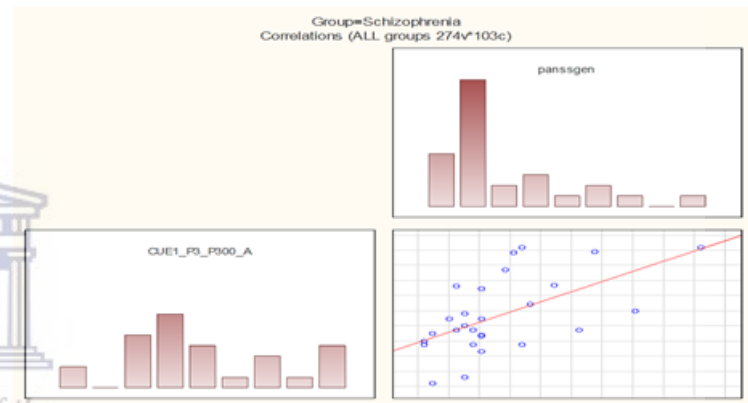 Group=Schizophrenia
Correlations (ALL groups 274v*103c)
panssgen
CUE1_P3_P300_A